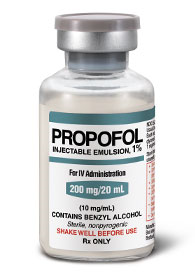 PROPOFOL
INJECTABLE EMULSION, 1%
For IV Administration
200 mg/20 mL
(10 mg/mL)
CONTAINS BENZYL ALCOHOL
Sterile, nonpyrogenic
SHAKE WELL BEFORE USE
Rx ONLY